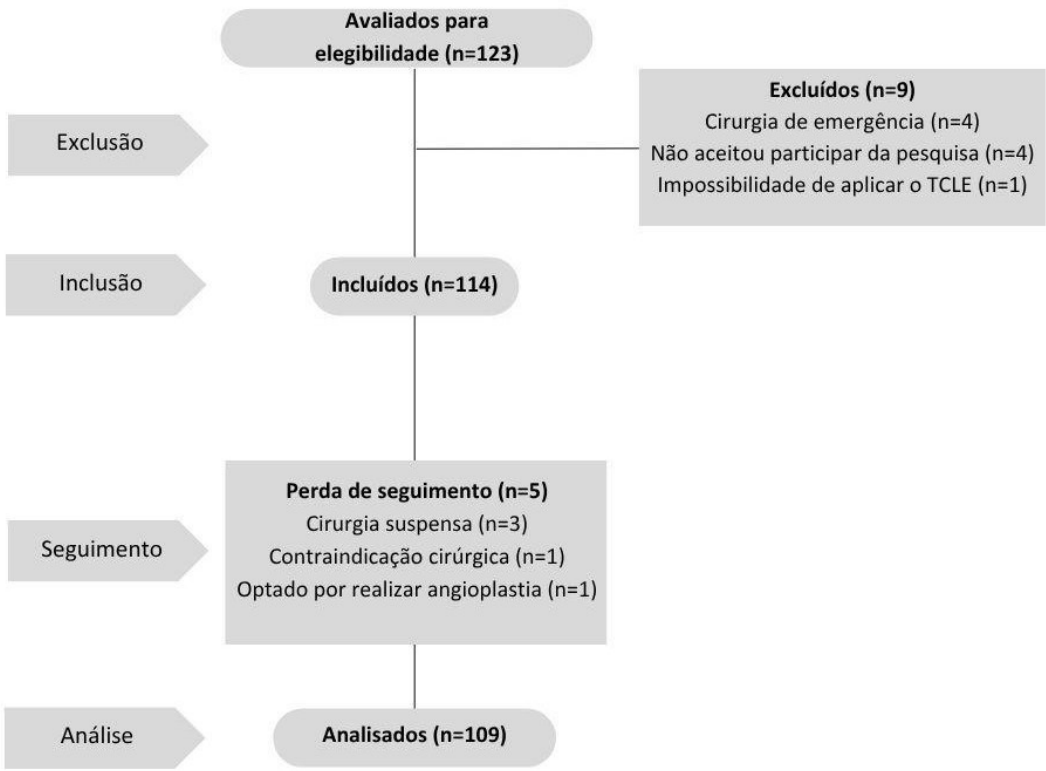 Avaliados para
elegibilidade (n=123)
Excluídos (n=9)
Cirurgia de emergência (n=4)
Não aceitou participar da pesquisa (n=4)
Impossibilidade de aplicar o TCLE (n=1)
Exclusão
Inclusão
Incluídos (n=114)
Perda de seguimento (n=5)
Cirurgia suspensa (n=3)
Contraindicação cirúrgica (n=1)
Optado por realizar angioplastia (n=1)
Seguimento
Análise
Analisados (n=109)